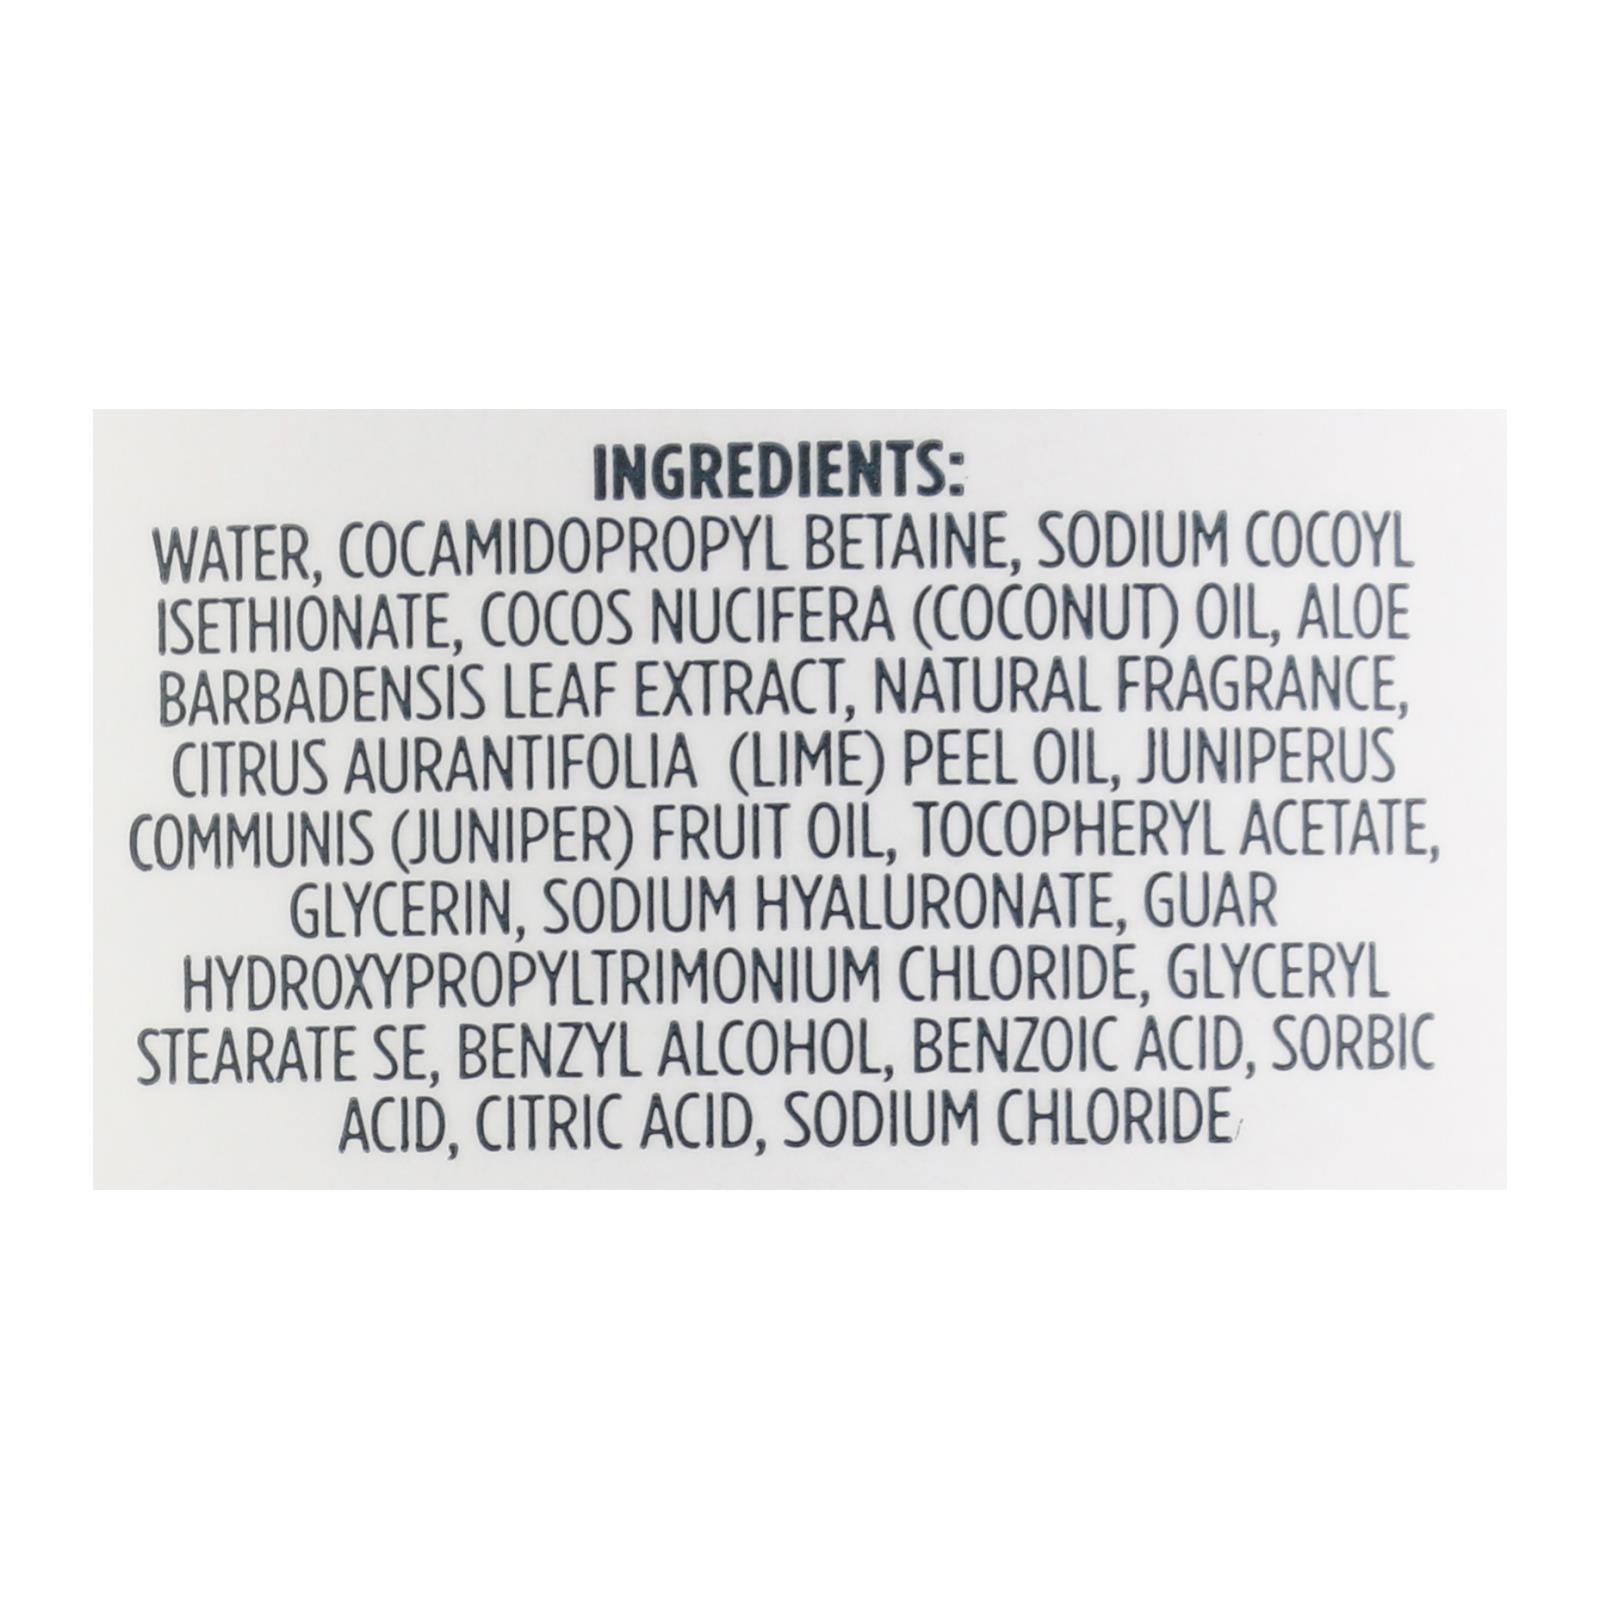 INGREDIENTS:
WATER, COCAMIDOPROPYL BETAINE, SODIUM COCOYL
ISETHIONATE, COCOS NUCIFERA (COCONUT) OIL, ALOE
BARBADENSIS LEAF EXTRACT, NATURAL FRAGRANCE,
CITRUS AURANTIFOLIA (LIME) PEEL OIL, JUNIPERUS
COMMUNIS (JUNIPER) FRUIT OIL, TOCOPHERYL ACETATE,
GLYCERIN, SODIUM HYALURONATE, GUAR
HYDROXYPROPYLTRIMONIUM CHLORIDE, GLYCERYL
STEARATE SE, BENZYL ALCOHOL, BENZOIC ACID, SORBIC
ACID, CITRIC ACID, SODIUM CHLORIDE